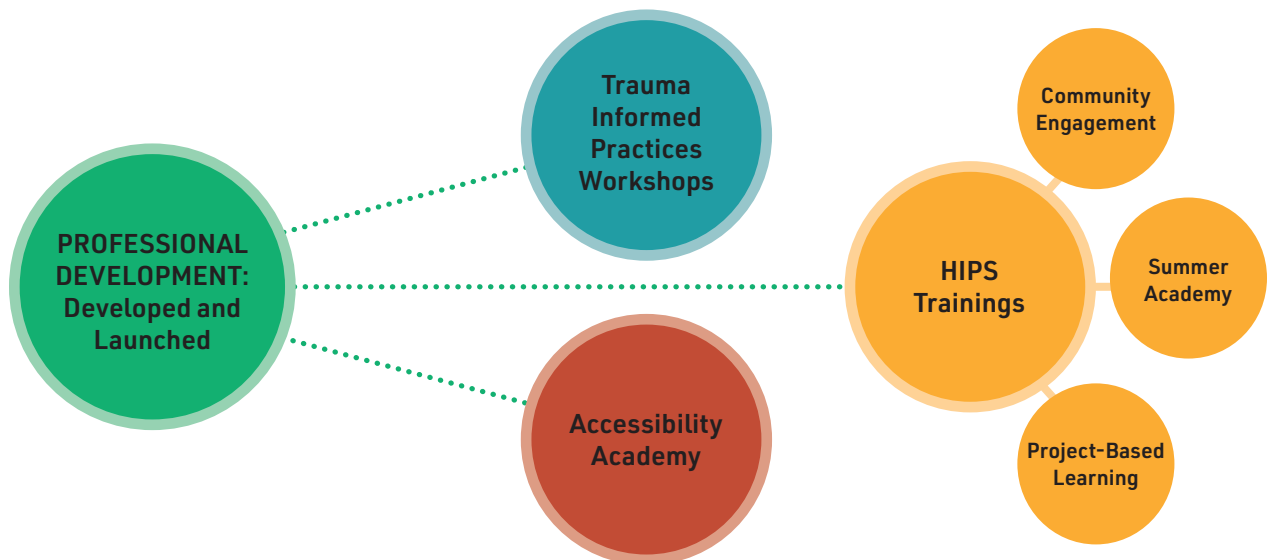 PROFESSIONAL
DEVELOPMENT:
Developed and
Launched
Trauma
Informed
Practices
Workshops
Accessibility
Academy
HIPS
Trainings
Community
Engagement
Summer
Academy
Project-Based
Learning